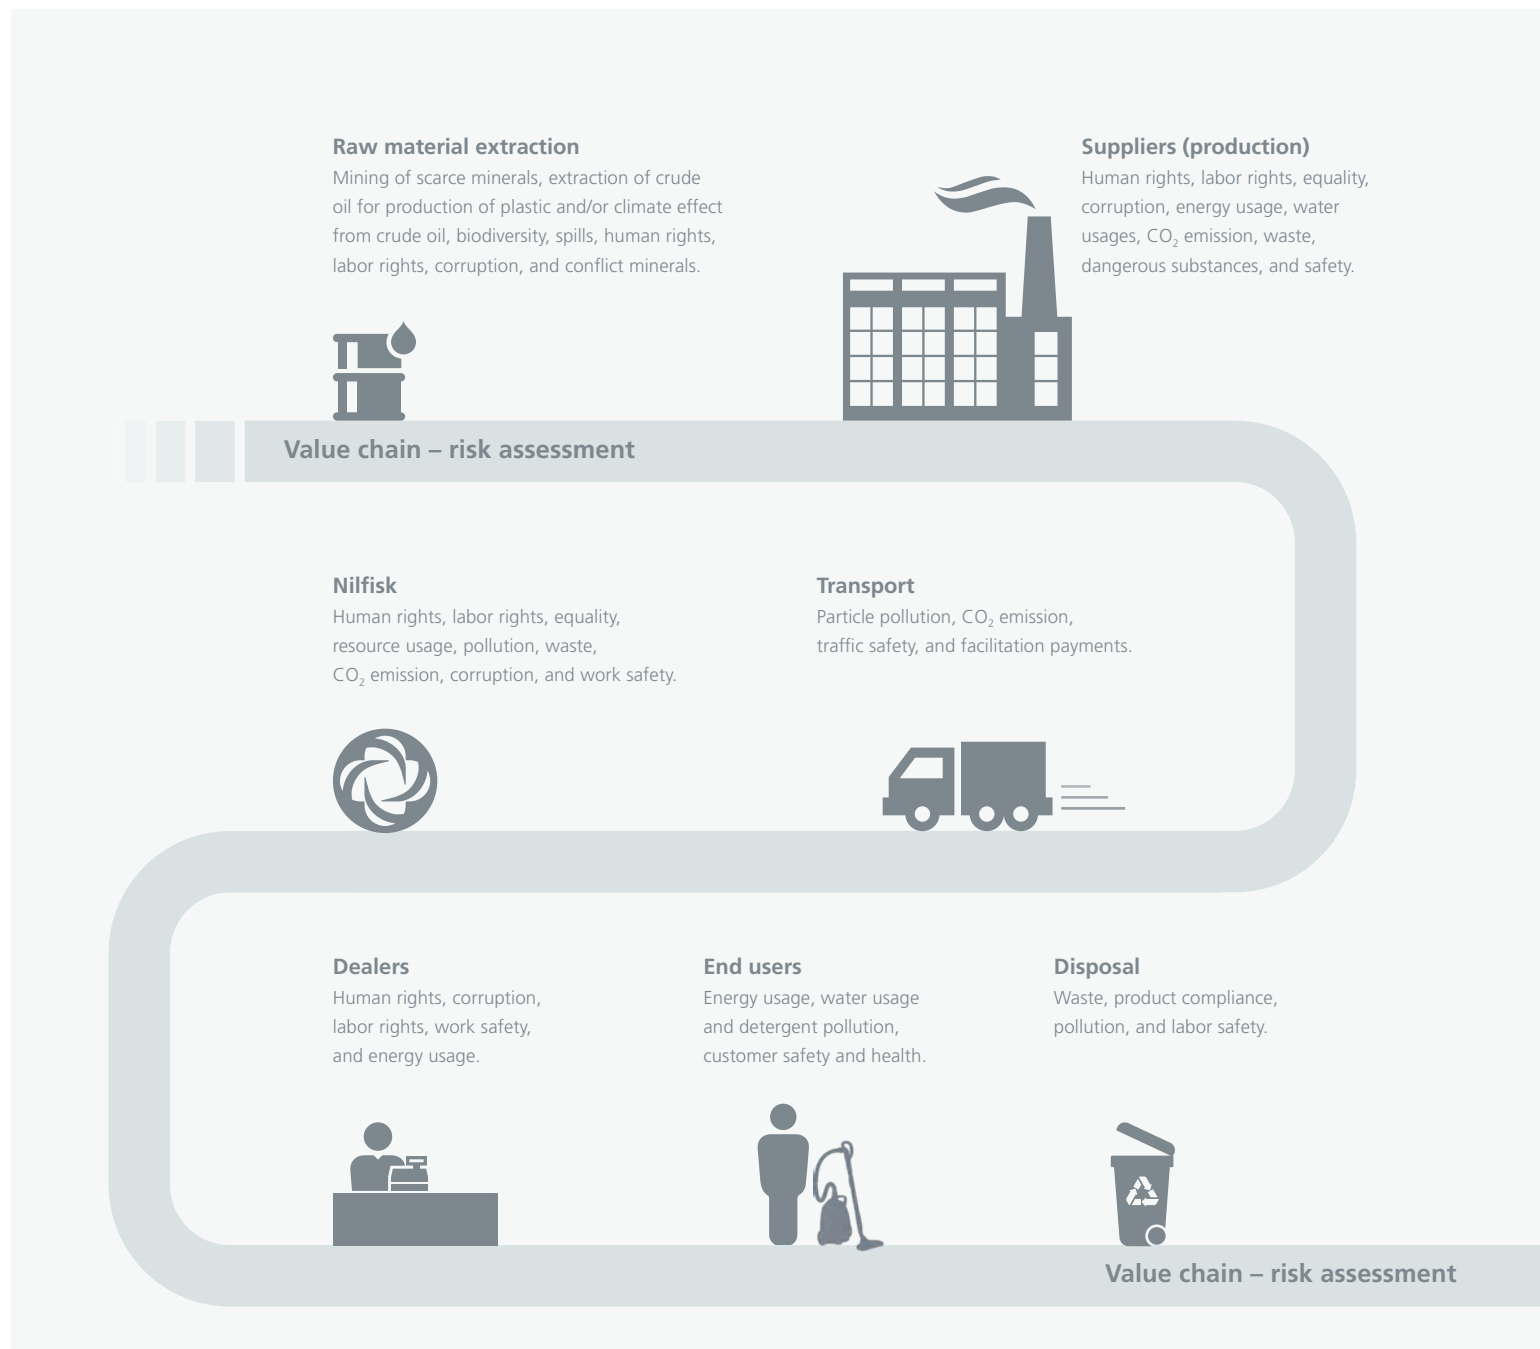 Raw material extraction
Mining of scarce minerals, extraction of crude
oil for production of plastic and/or climate effect
from crude oil, biodiversity, spills, human rights,
labor rights, corruption, and conflict minerals.
Suppliers (production)
Human rights, labor rights, equality,
corruption, energy usage, water
usages, CO₂ emission, waste,
dangerous substances, and safety.
Value chain – risk assessment
Nilfisk
Human rights, labor rights, equality,
resource usage, pollution, waste,
CO₂ emission, corruption, and work safety.
Transport
Particle pollution, CO₂ emission,
traffic safety, and facilitation payments.
Dealers
Human rights, corruption,
labor rights, work safety,
and energy usage.
End users
Energy usage, water usage
and detergent pollution,
customer safety and health.
Disposal
Waste, product compliance,
pollution, and labor safety.
Value chain – risk assessment